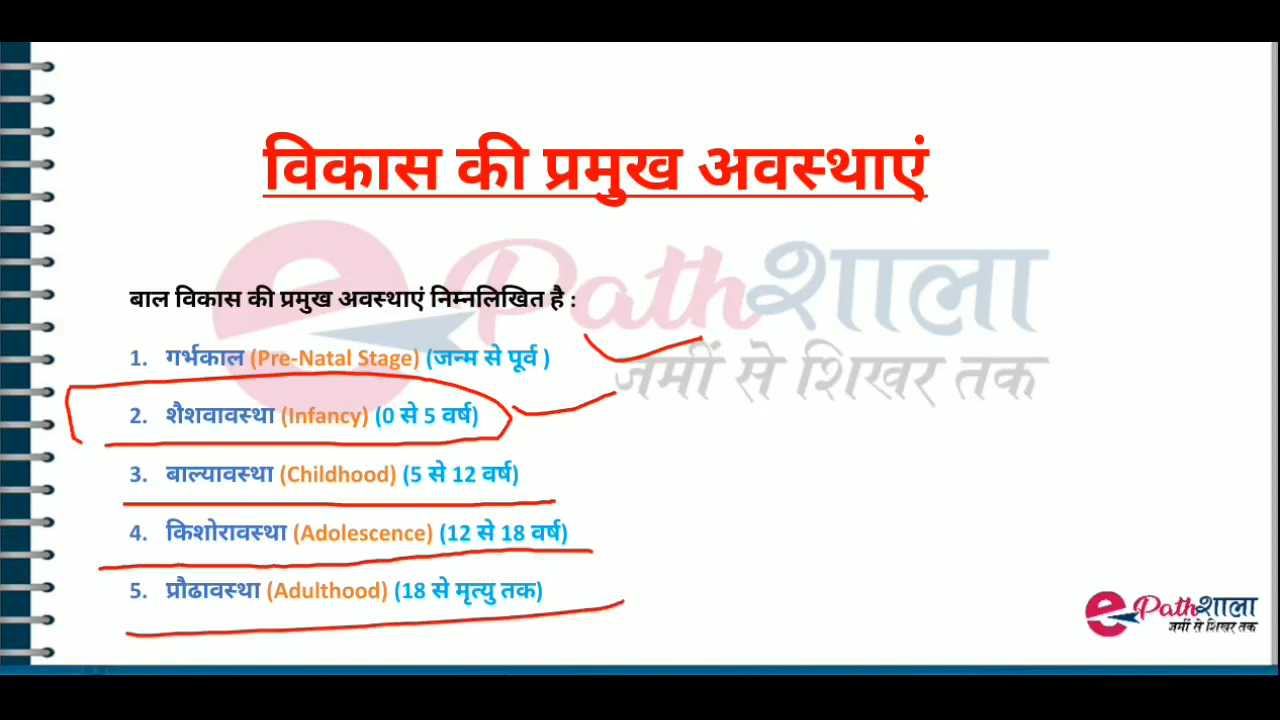 विकास की प्रमुख अवस्थाएं
ePathशाला
जमीं से शिखर तक
बाल विकास की प्रमुख अवस्थाएं निम्नलिखित है :
1. गर्भकाल (Pre-Natal Stage) (जन्म से पूर्व )
2. शैशवावस्था (Infancy) (0 से 5 वर्ष)
3. बाल्यावस्था (Childhood) (5 से 12 वर्ष)
4. किशोरावस्था (Adolescence) (12 से 18 वर्ष)
5. प्रौढावस्था (Adulthood) (18 से मृत्यु तक)
ePathशाला
जमीं से शिखर तक